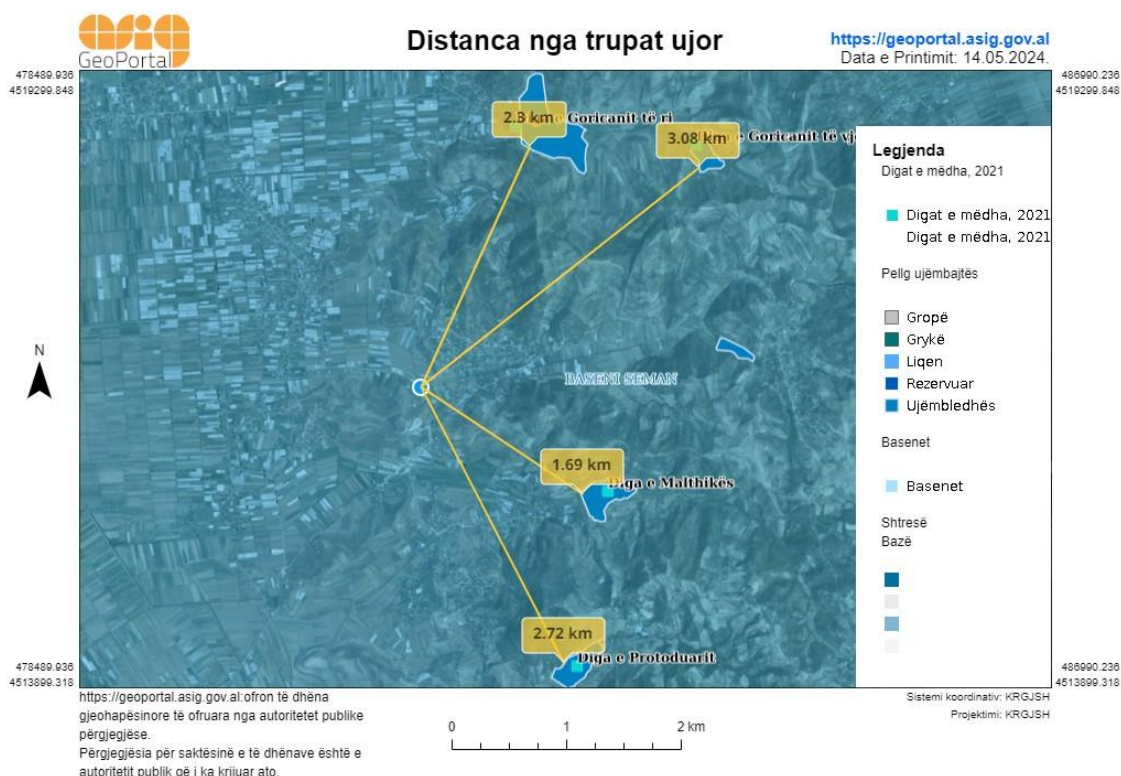 asig
GeoPortal
Distanca nga trupat ujor
https://geoportal.asig.gov.al
Data e Printimit: 14.05.2024.
478489.936
4519299.848
486990.236
4519299.848
2.3 km
e Goricanit të ri
3.08 km
e Goricanit të vje
Legjenda
Digat e mëdha, 2021
Digat e mëdha, 2021
Digat e mëdha, 2021
Pellg ujëmbajtës
Gropë
Grykë
Liqen
Rezervuar
Ujëmbledhës
Basenet
Basenet
Shtresë
Bazë
N
BASENI SEMAN
1.69 km
Diga e Malthikës
2.72 km
Diga e Protoduarit
478489.936
4513899.318
486990.236
4513899.318
https://geoportal.asig.gov.al:ofron të dhëna
gjeohapësinore të ofruara nga autoritetet publike
përgjegjëse.
Përgjegjësia për saktësinë e të dhënave është e
autoritetit publik që i ka krijuar ato.
0 1 2 km
Sistemi koordinativ: KRGJSH
Projektimi: KRGJSH